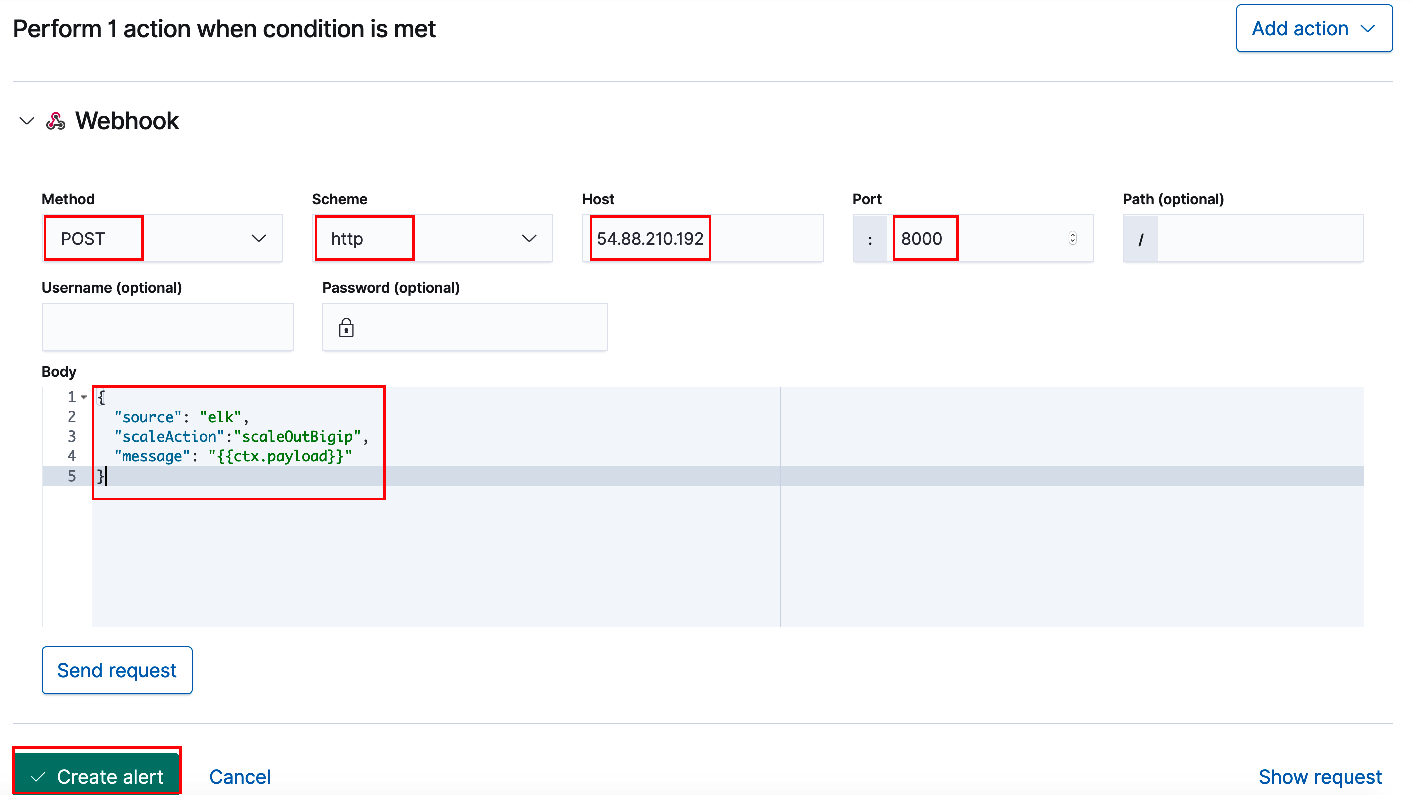 Perform 1 action when condition is met
Add action
Webhook
Method Scheme Host Port Path (optional)
POST http 54.88.210.192 : 8000 /
Username (optional) Password (optional)
Body
1 {
2 "source": "elk",
3 "scaleAction":"scaleOutBigip",
4 "message": "{{ctx.payload}}"
5 }
Send request
Create alert Cancel Show request